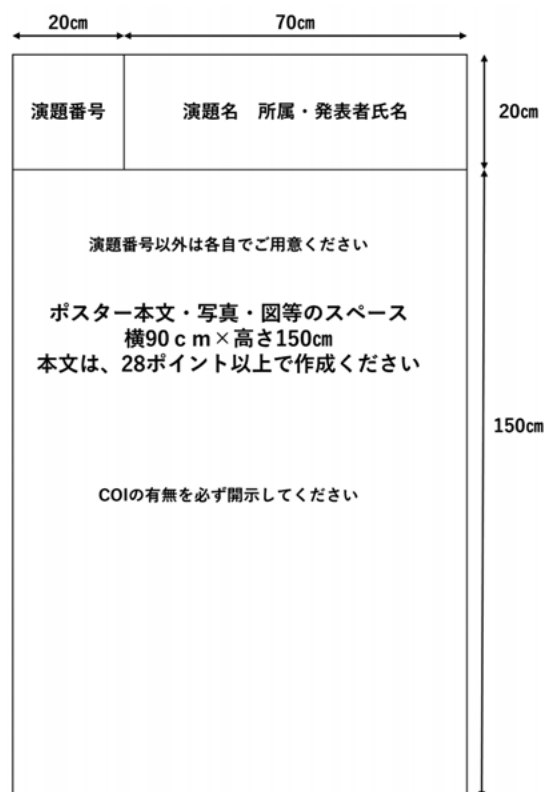 20㎝
70㎝
演題番号
演題名　所属・発表者氏名
20㎝
演題番号以外は各自でご用意ください
ポスター本文・写真・図等のスペース
横90ｃｍ×高さ150㎝
本文は、28ポイント以上で作成ください
150㎝
COIの有無を必ず開示してください